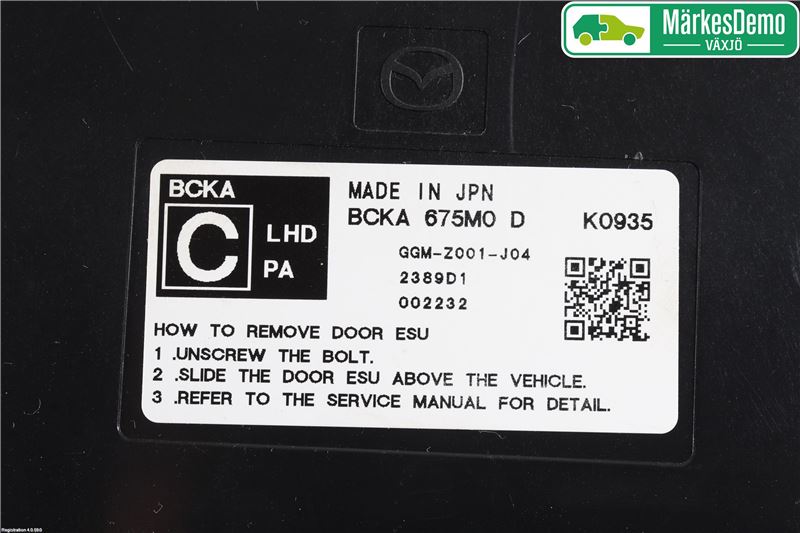 MärkesDemo
VÄXJÖ
BCKA
C
LHD
PA
MADE IN JPN
BCKA 675M0 D
K0935
GGM-Z001-J04
2389D1
002232
HOW TO REMOVE DOOR ESU
1 .UNSCREW THE BOLT.
2 .SLIDE THE DOOR ESU ABOVE THE VEHICLE.
3 .REFER TO THE SERVICE MANUAL FOR DETAIL.